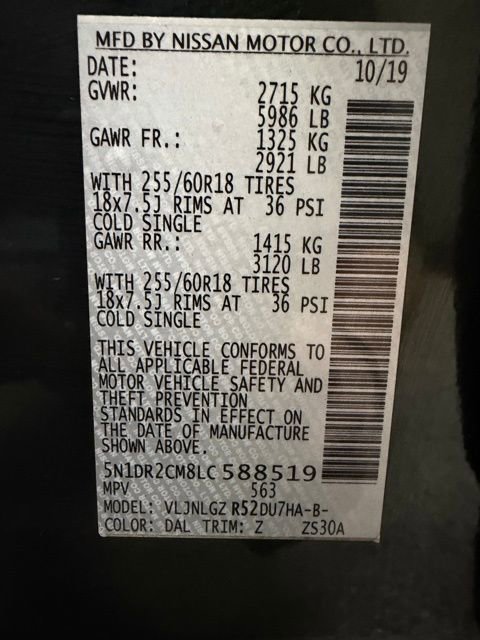 MFD BY NISSAN MOTOR CO., LTD.
DATE: 10/19
GVWR: 2715 KG
5986 LB
GAWR FR.: 1325 KG
2921 LB
WITH 255/60R18 TIRES
18x7.5J RIMS AT 36 PSI
COLD SINGLE
GAWR RR.: 1415 KG
3120 LB
WITH 255/60R18 TIRES
18x7.5J RIMS AT 36 PSI
COLD SINGLE
THIS VEHICLE CONFORMS TO
ALL APPLICABLE FEDERAL
MOTOR VEHICLE SAFETY AND
THEFT PREVENTION
STANDARDS IN EFFECT ON
THE DATE OF MANUFACTURE
SHOWN ABOVE.
5N1DR2CM8LC588519
MPV 563
MODEL: VLJNLGZ R52DU7HA-B-
COLOR: DAL TRIM: Z ZS30A